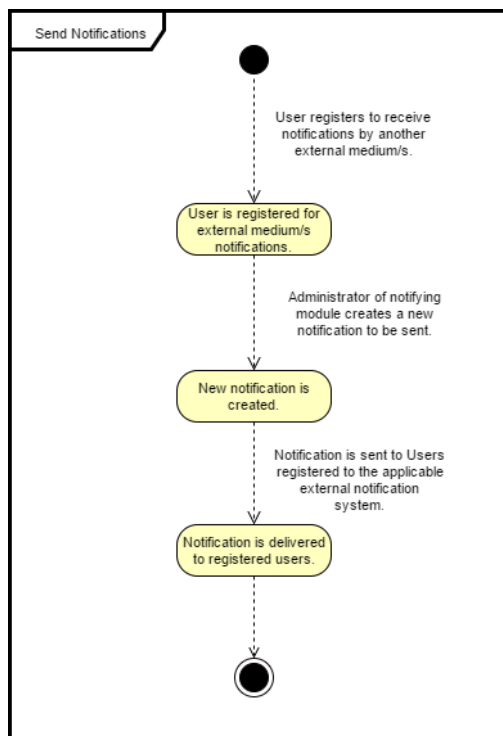 Send Notifications
User registers to receive
notifications by another
external medium/s.
User is registered for
external medium/s
notifications.
Administrator of notifying
module creates a new
notification to be sent.
New notification is
created.
Notification is sent to Users
registered to the applicable
external notification
system.
Notification is delivered
to registered users.